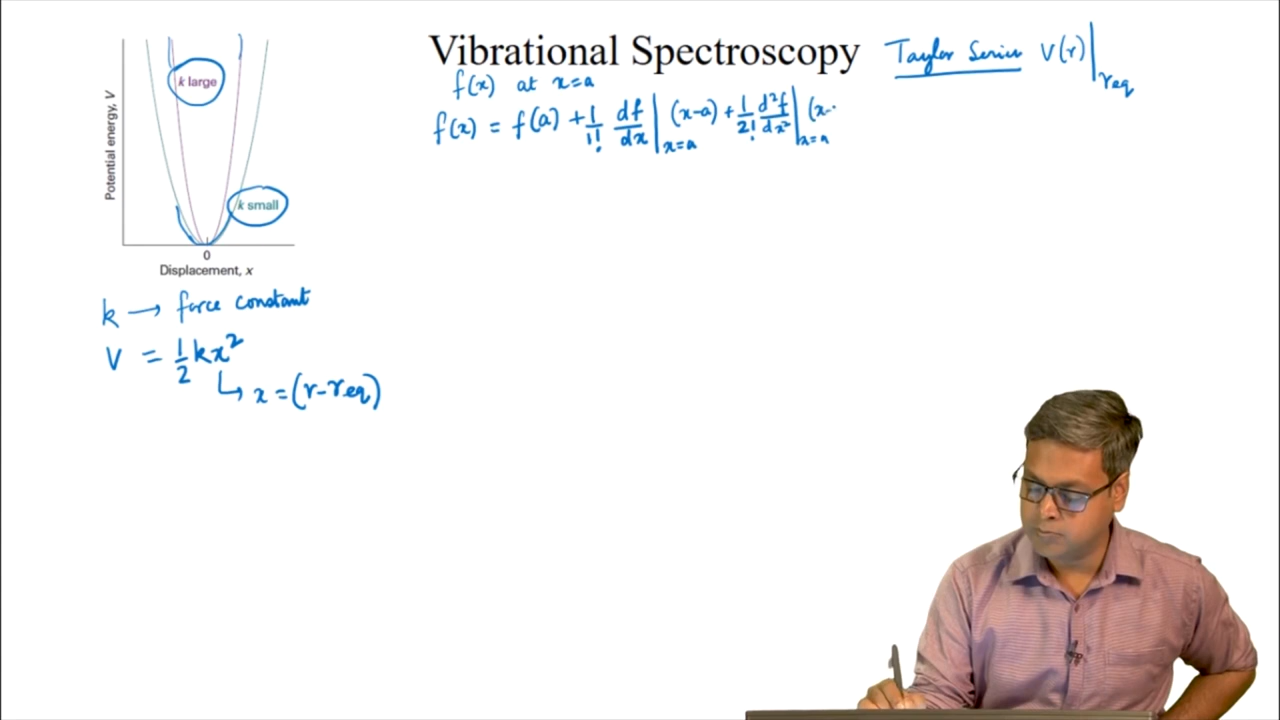 Vibrational Spectroscopy
Taylor Series V(r)|req
f(x) at x=a
f(x) = f(a) + 1/1! df/dx|x=a (x-a) + 1/2! d²f/dx²|x=a (x-
Potential energy, V
k large
k small
0
Displacement, x
k → force constant
V = 1/2 kx²
↳ x = (r-req)